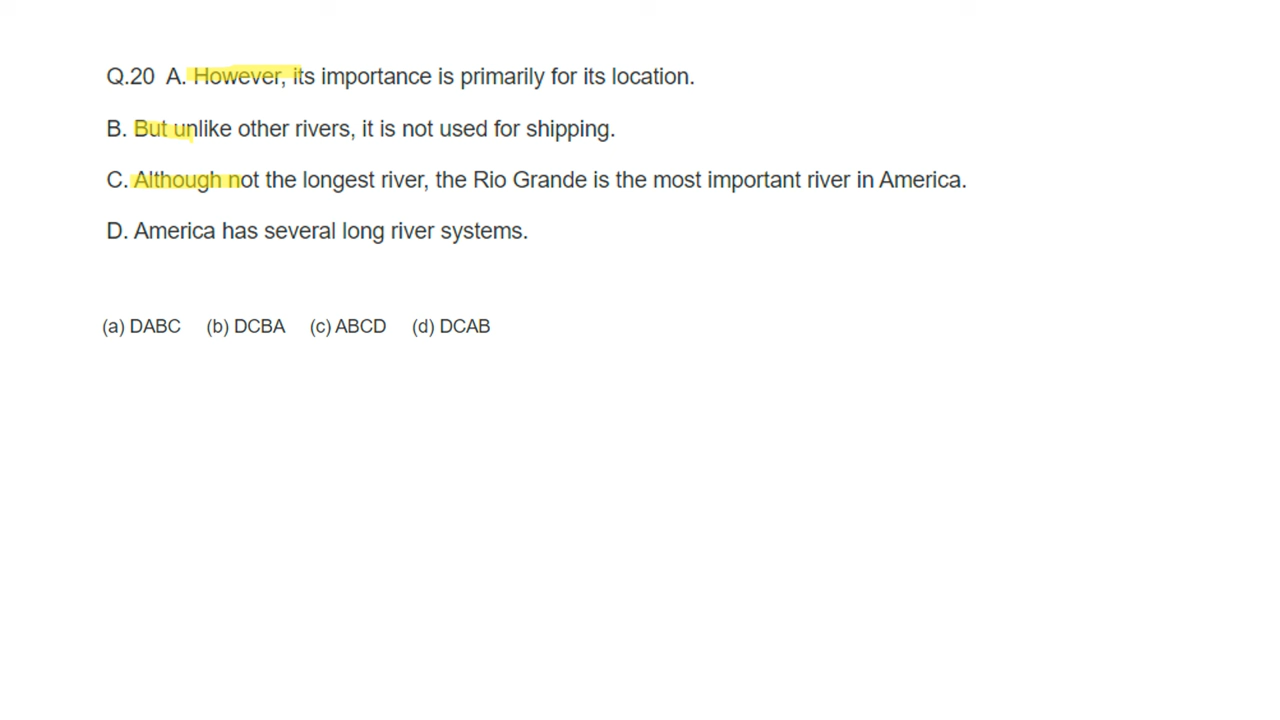 Q.20 A. However, its importance is primarily for its location.
B. But unlike other rivers, it is not used for shipping.
C. Although not the longest river, the Rio Grande is the most important river in America.
D. America has several long river systems.
(a) DABC (b) DCBA (c) ABCD (d) DCAB